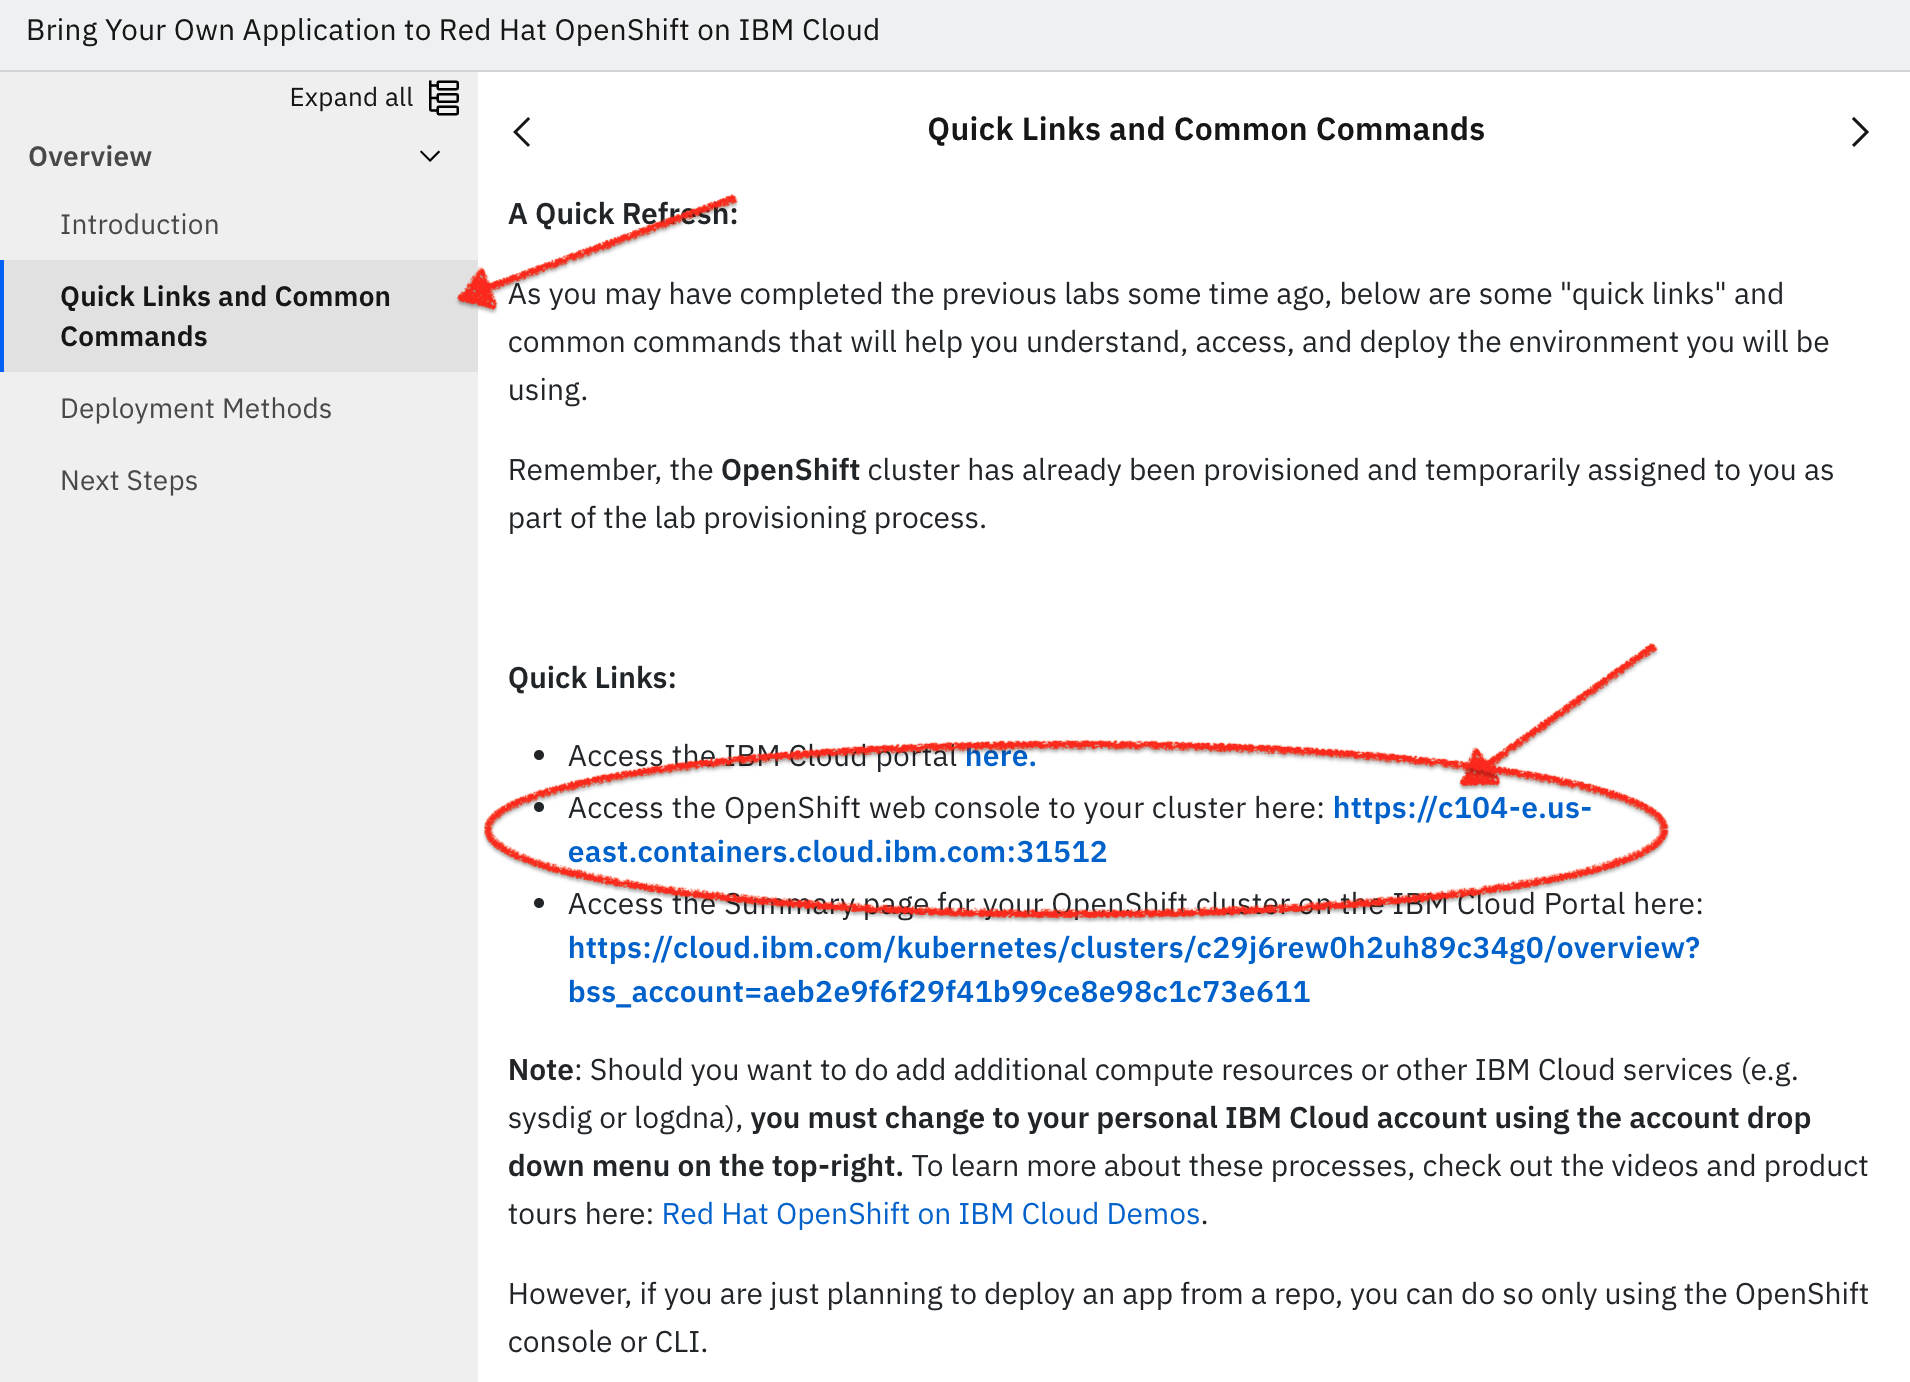 Bring Your Own Application to Red Hat OpenShift on IBM Cloud
Expand all
Overview
Introduction
Quick Links and Common
Commands
Deployment Methods
Next Steps
Quick Links and Common Commands
A Quick Refresh:
As you may have completed the previous labs some time ago, below are some "quick links" and
common commands that will help you understand, access, and deploy the environment you will be
using.
Remember, the OpenShift cluster has already been provisioned and temporarily assigned to you as
part of the lab provisioning process.
Quick Links:
• Access the IBM Cloud portal here.
• Access the OpenShift web console to your cluster here: https://c104-e.us-
east.containers.cloud.ibm.com:31512
• Access the Summary page for your OpenShift cluster on the IBM Cloud Portal here:
https://cloud.ibm.com/kubernetes/clusters/c29j6rew0h2uh89c34g0/overview?
bss_account=aeb2e9f6f29f41b99ce8e98c1c73e611
Note: Should you want to do add additional compute resources or other IBM Cloud services (e.g.
sysdig or logdna), you must change to your personal IBM Cloud account using the account drop
down menu on the top-right. To learn more about these processes, check out the videos and product
tours here: Red Hat OpenShift on IBM Cloud Demos.
However, if you are just planning to deploy an app from a repo, you can do so only using the OpenShift
console or CLI.